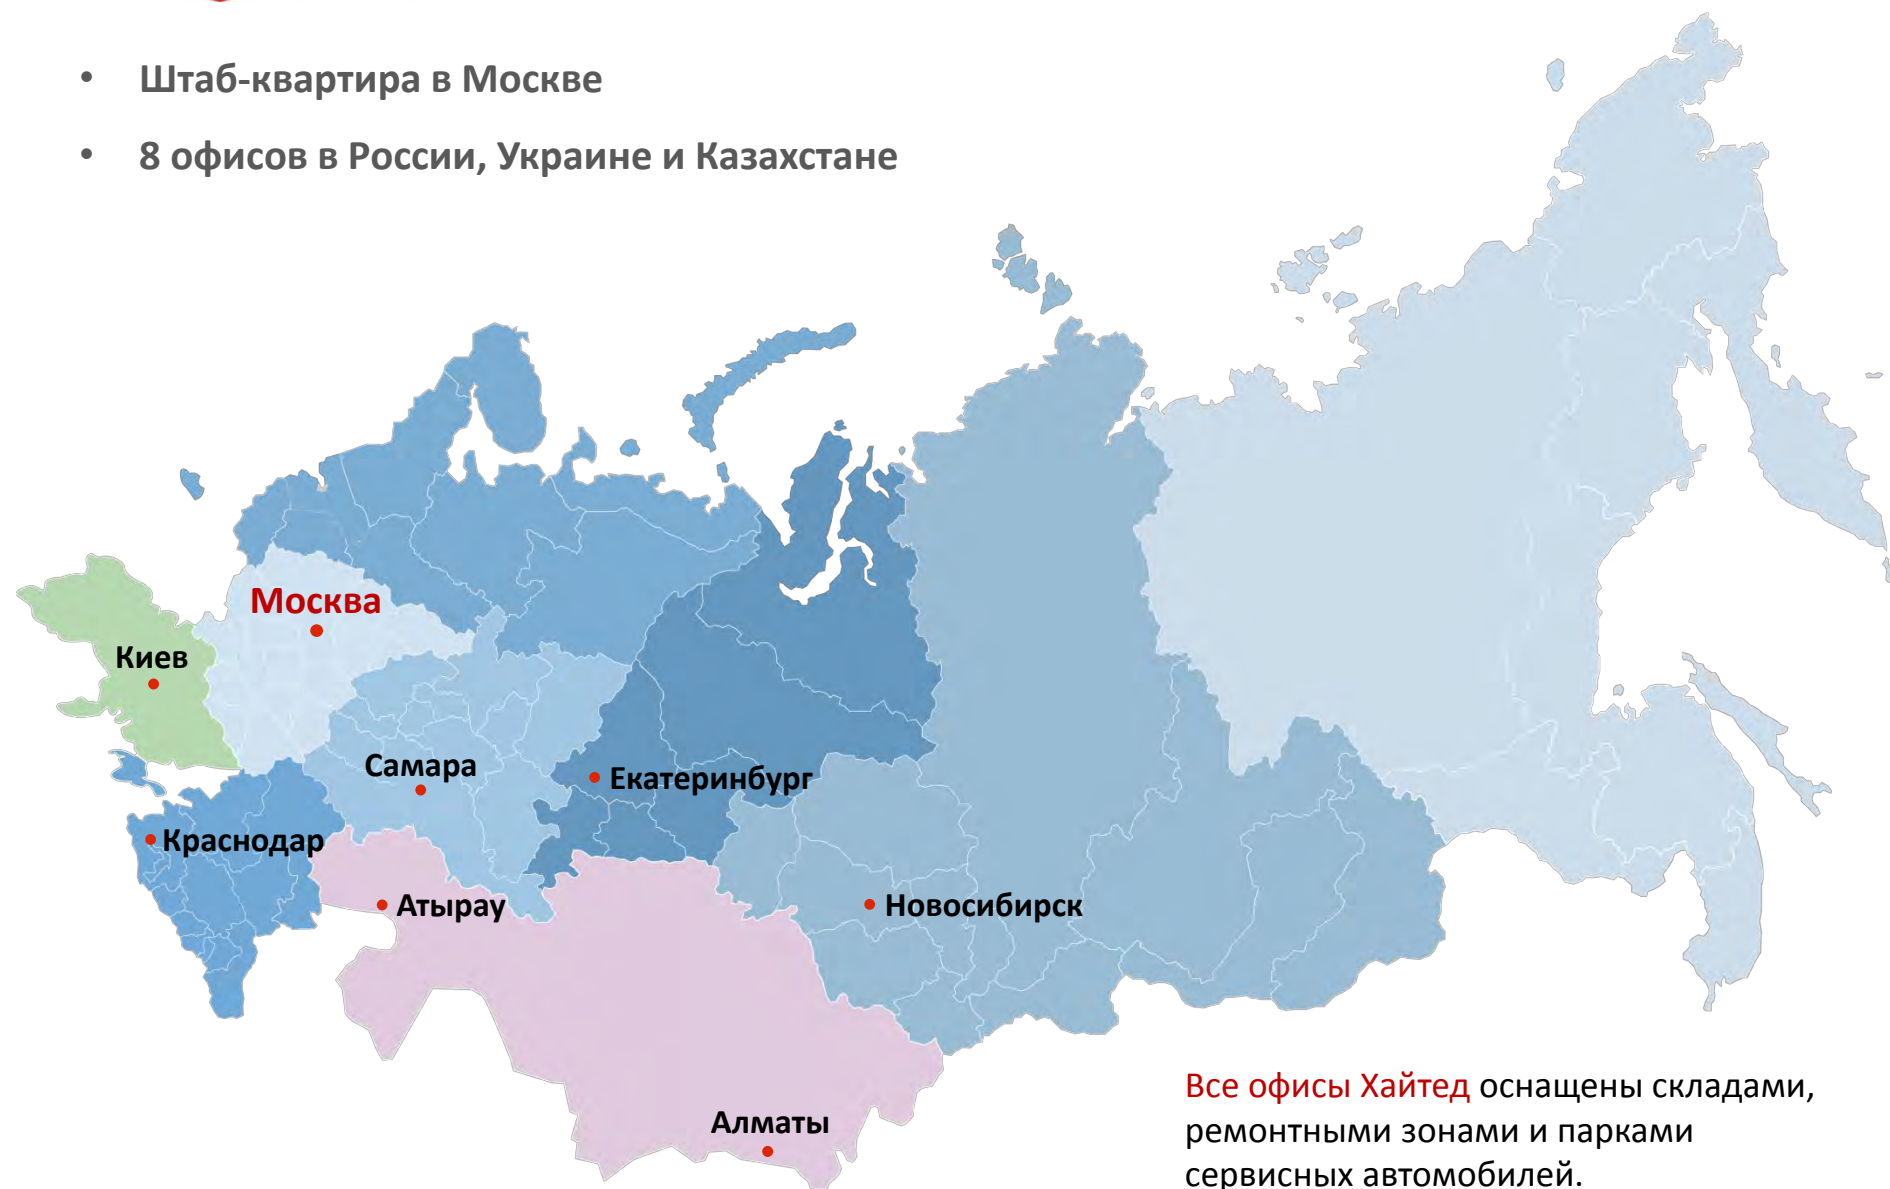 • Штаб-квартира в Москве
• 8 офисов в России, Украине и Казахстане
Москва
Киев
Самара
Екатеринбург
Краснодар
Атырау
Новосибирск
Алматы
Все офисы Хайтед оснащены складами,
ремонтными зонами и парками
сервисных автомобилей.